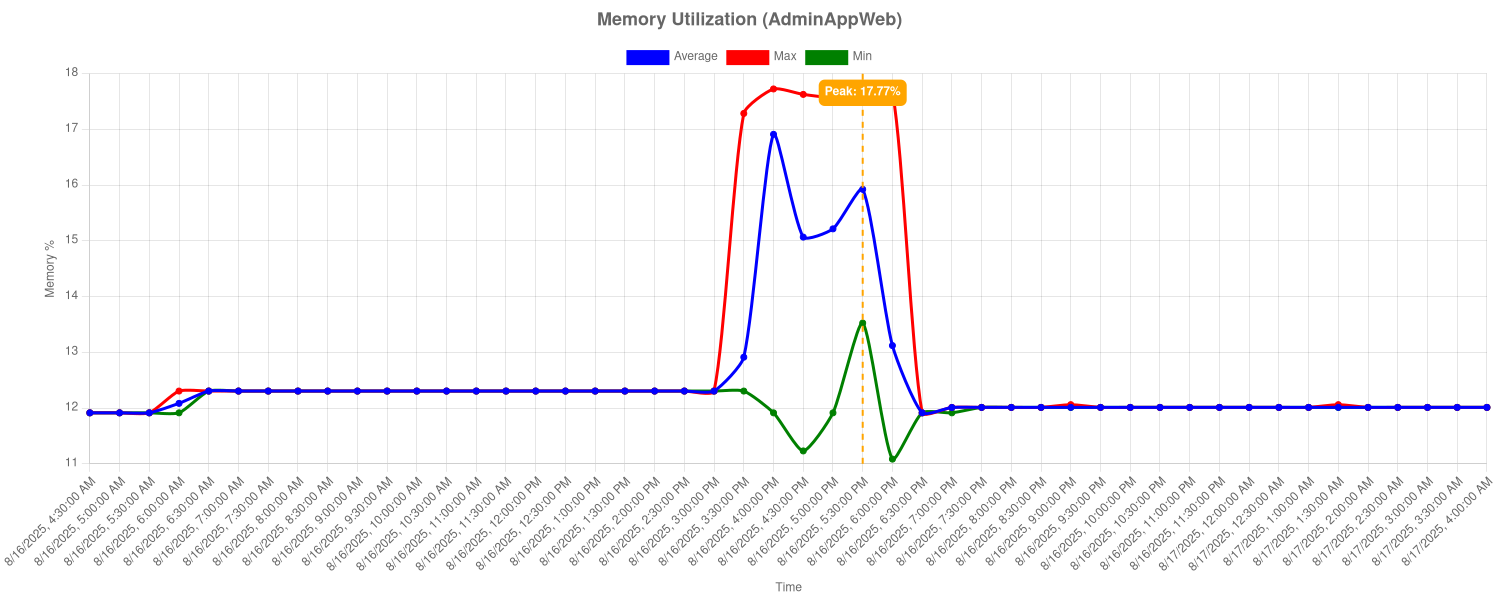 Memory Utilization (AdminAppWeb)
Average Max Min
18
17
16
15
14
13
12
11
Memory %
Peak: 17.77%
8/16/2025, 4:30:00 AM
8/16/2025, 5:00:00 AM
8/16/2025, 5:30:00 AM
8/16/2025, 6:00:00 AM
8/16/2025, 6:30:00 AM
8/16/2025, 7:00:00 AM
8/16/2025, 7:30:00 AM
8/16/2025, 8:00:00 AM
8/16/2025, 8:30:00 AM
8/16/2025, 9:00:00 AM
8/16/2025, 9:30:00 AM
8/16/2025, 10:00:00 AM
8/16/2025, 10:30:00 AM
8/16/2025, 11:00:00 AM
8/16/2025, 11:30:00 AM
8/16/2025, 12:00:00 PM
8/16/2025, 12:30:00 PM
8/16/2025, 1:00:00 PM
8/16/2025, 1:30:00 PM
8/16/2025, 2:00:00 PM
8/16/2025, 2:30:00 PM
8/16/2025, 3:00:00 PM
8/16/2025, 3:30:00 PM
8/16/2025, 4:00:00 PM
8/16/2025, 4:30:00 PM
8/16/2025, 5:00:00 PM
8/16/2025, 5:30:00 PM
8/16/2025, 6:00:00 PM
8/16/2025, 6:30:00 PM
8/16/2025, 7:00:00 PM
8/16/2025, 7:30:00 PM
8/16/2025, 8:00:00 PM
8/16/2025, 8:30:00 PM
8/16/2025, 9:00:00 PM
8/16/2025, 9:30:00 PM
8/16/2025, 10:00:00 PM
8/16/2025, 10:30:00 PM
8/16/2025, 11:00:00 PM
8/16/2025, 11:30:00 PM
8/17/2025, 12:00:00 AM
8/17/2025, 12:30:00 AM
8/17/2025, 1:00:00 AM
8/17/2025, 1:30:00 AM
8/17/2025, 2:00:00 AM
8/17/2025, 2:30:00 AM
8/17/2025, 3:00:00 AM
8/17/2025, 3:30:00 AM
8/17/2025, 4:00:00 AM
Time